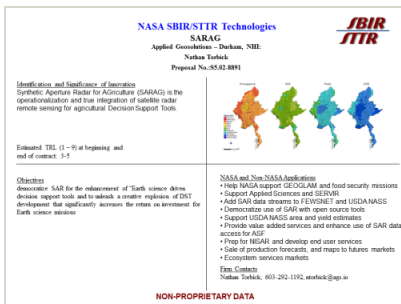 NASA SBIR/STTR Technologies
SARAG
Applied Geosolutions – Durham, NHI:
Nathan Torbick
Proposal No.:S5.02-8891
SBIR
STTR
Identification and Significance of Innovation
Synthetic Aperture Radar for AGriculture (SARAG) is the
operationalization and true integration of satellite radar
remote sensing for agricultural Decision Support Tools.
Estimated TRL (1 – 9) at beginning and
end of contract: 3-5
Objectives
democratize SAR for the enhancement of "Earth science driven
decision support tools and to unleash a creative explosion of DST
development that significantly increases the return on investment for
Earth science missions
NASA and Non-NASA Applications
• Help NASA support GEOGLAM and food security missions
• Support Applied Sciences and SERVIR
• Add SAR data streams to FEWSNET and USDA NASS
• Democratize use of SAR with open source tools
• Support USDA NASS area and yield estimates
• Provide value added services and enhance use of SAR data
access for ASF
• Prep for NISAR and develop end user services
• Sale of production forecasts, and maps to futures markets
• Ecosystem services markets
Firm Contacts
Nathan Torbick, 603-292-1192, ntorbick@ags.io
NON-PROPRIETARY DATA